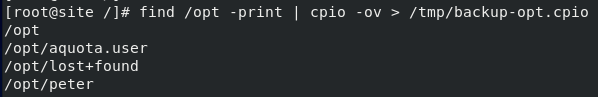 [root@site /]# find /opt -print | cpio -ov > /tmp/backup-opt.cpio
/opt
/opt/aquota.user
/opt/lost+found
/opt/peter